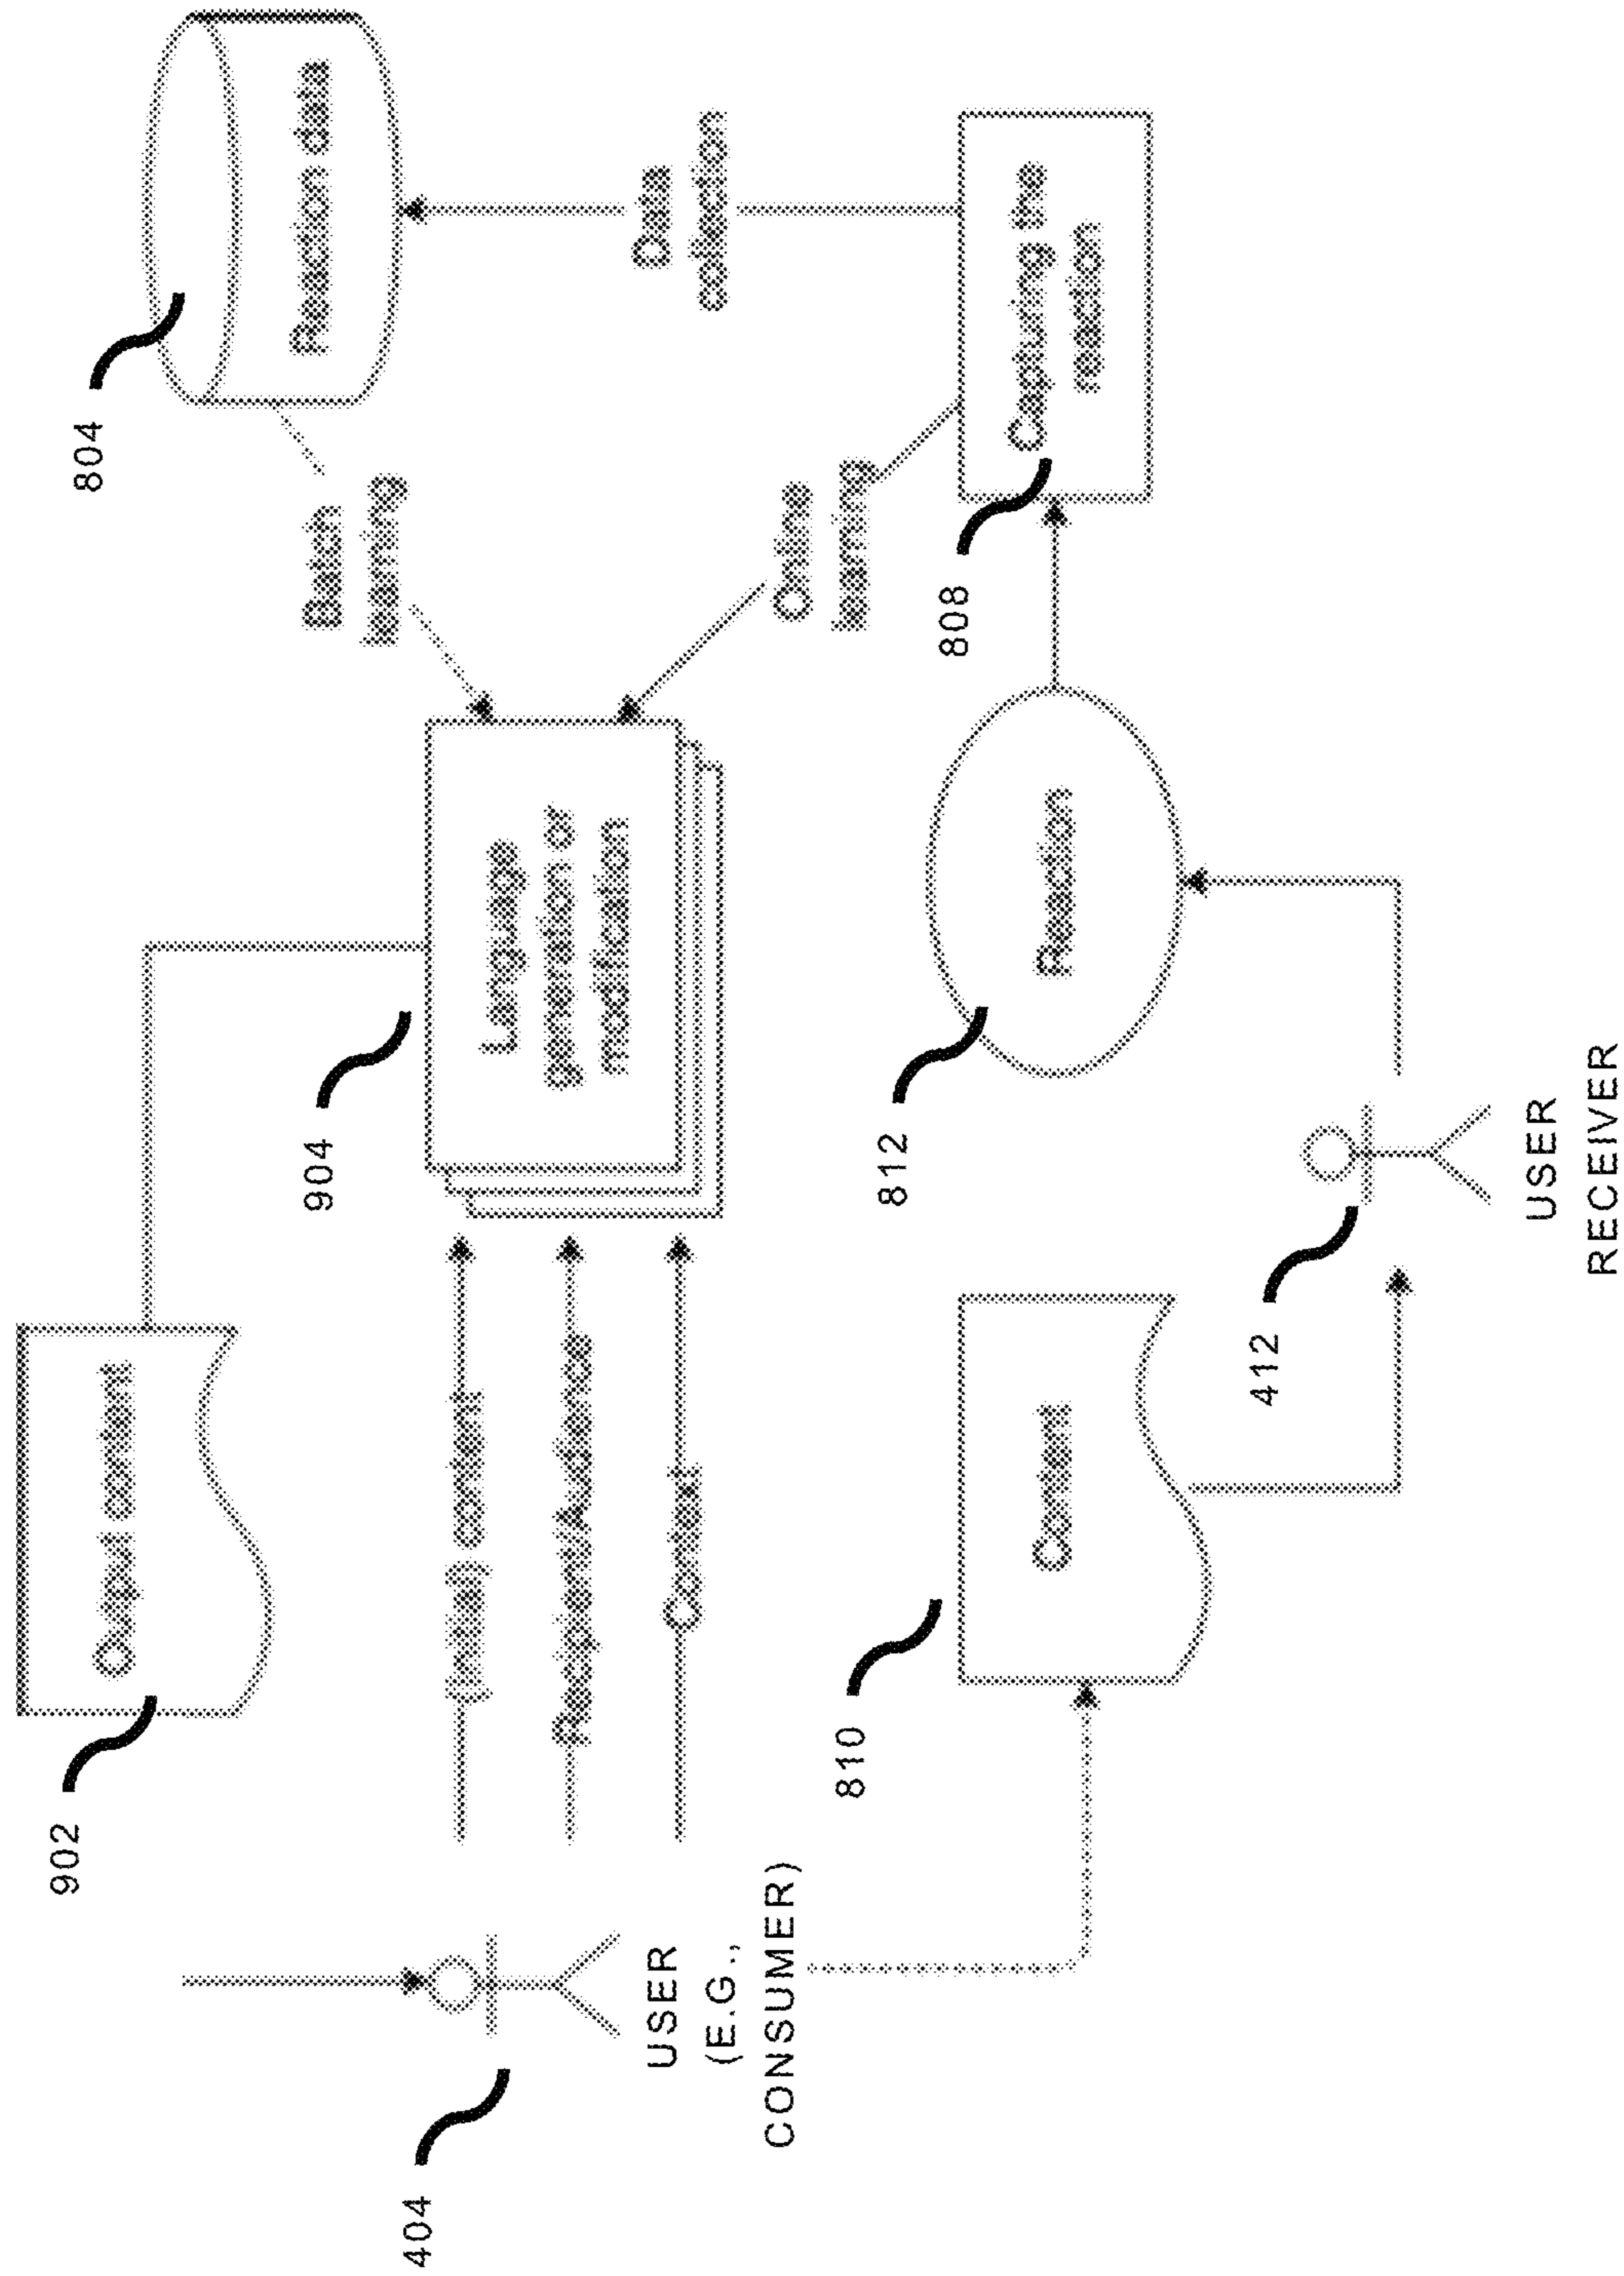 902
Output content
804
Reaction data
904
Batch
learning
404
USER
(E.G.,
CONSUMER)
(Initial) content
Recipient/Audience
Context
Language
generation or
modification
Online
learning
Data
collection
810
Content
812
Reaction
808
Capturing the
reaction
412
USER
RECEIVER